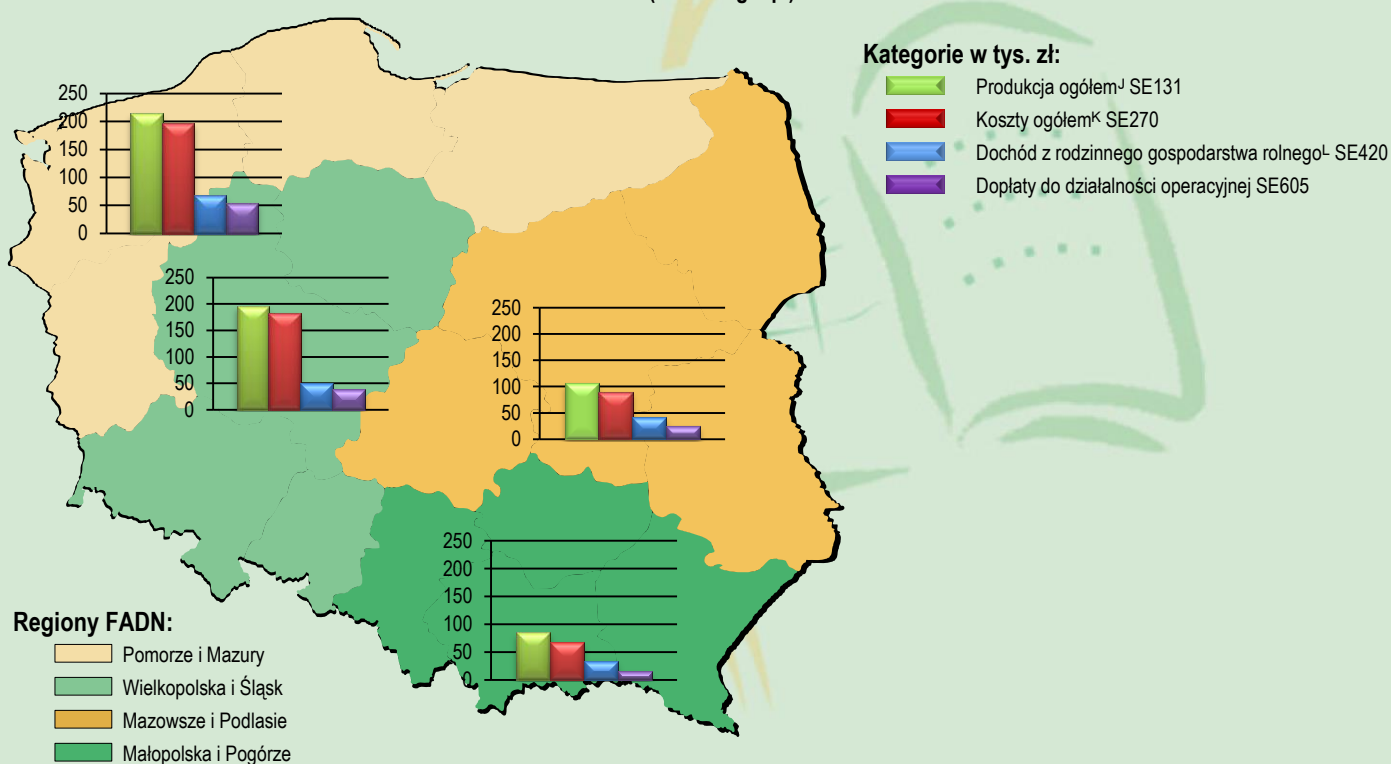 Kategorie w tys. zł:
Produkcja ogółemᴶ SE131
Koszty ogółemᴷ SE270
Dochód z rodzinnego gospodarstwa rolnegoᴸ SE420
Dopłaty do działalności operacyjnej SE605
250
200
150
100
50
0
250
200
150
100
50
0
250
200
150
100
50
0
250
200
150
100
50
0
Regiony FADN:
Pomorze i Mazury
Wielkopolska i Śląsk
Mazowsze i Podlasie
Małopolska i Pogórze